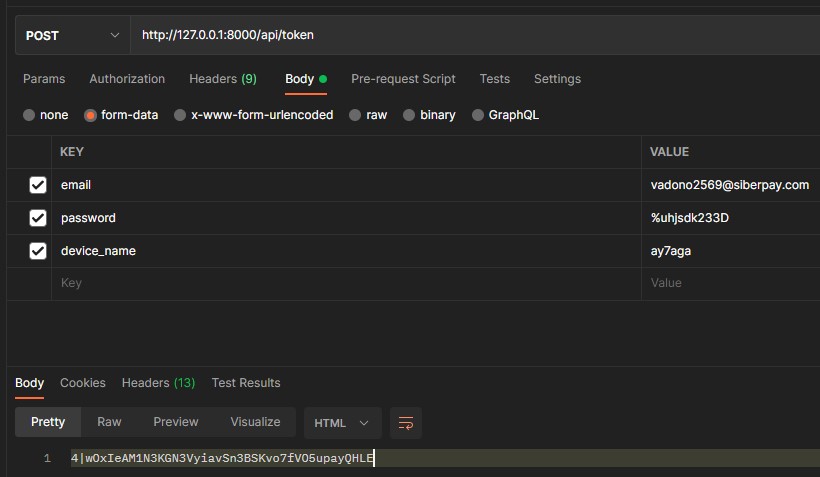 POST http://127.0.0.1:8000/api/token
Params Authorization Headers (9) Body Pre-request Script Tests Settings
none form-data x-www-form-urlencoded raw binary GraphQL
KEY VALUE
email vadono2569@siberpay.com
password %uhjsdk233D
device_name ay7aga
Key Value
Body Cookies Headers (13) Test Results
Pretty Raw Preview Visualize HTML
1 4|wOxIeAM1N3KGN3VyiavSn3BSKvo7fVO5upayQHLE